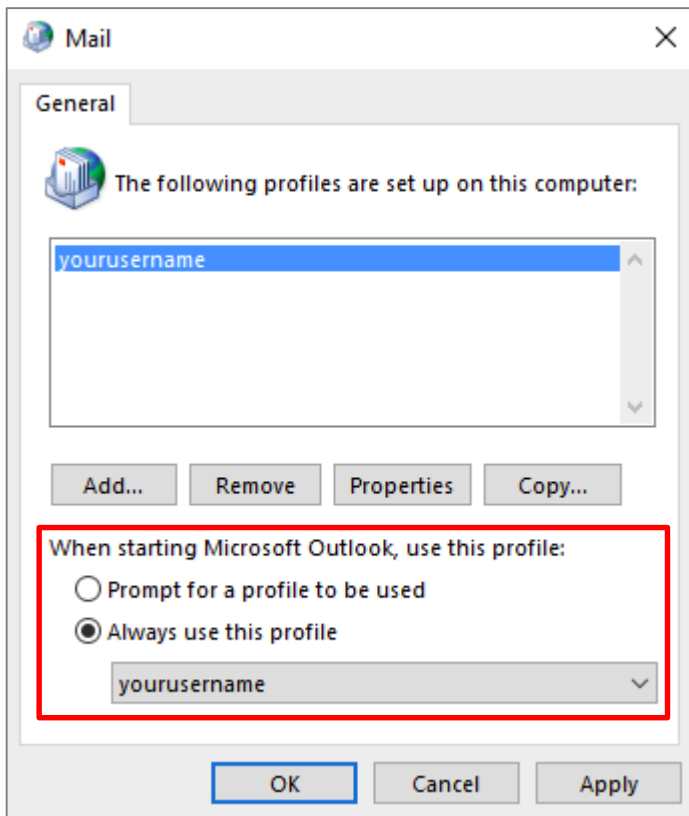 Mail
General
The following profiles are set up on this computer:
yourusername
Add...
Remove
Properties
Copy...
When starting Microsoft Outlook, use this profile:
Prompt for a profile to be used
Always use this profile
yourusername
OK
Cancel
Apply